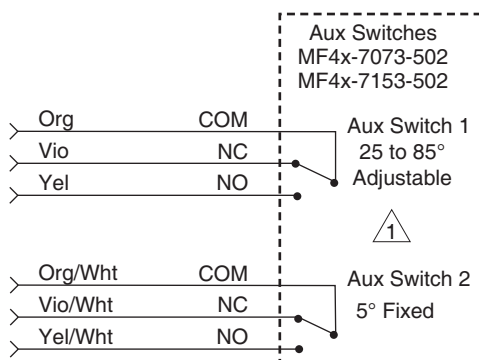 Aux Switches
MF4x-7073-502
MF4x-7153-502
Org COM
Vio NC
Yel NO
Aux Switch 1
25 to 85°
Adjustable
1
Org/Wht COM
Vio/Wht NC
Yel/Wht NO
Aux Switch 2
5° Fixed